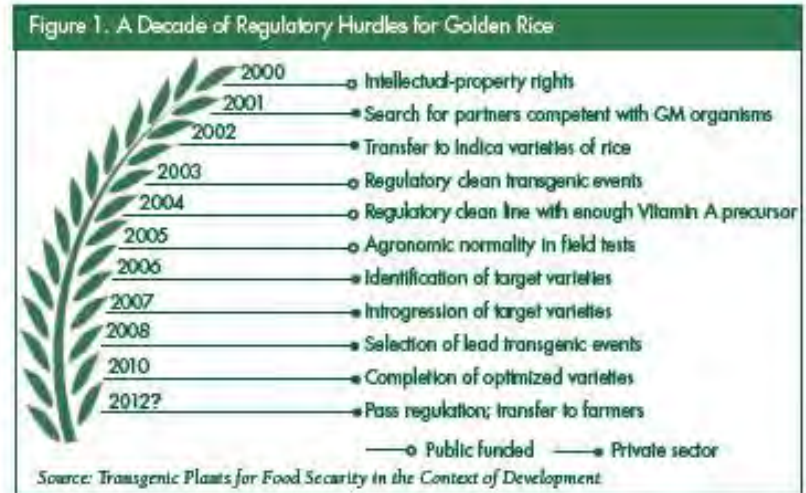 Figure 1. A Decade of Regulatory Hurdles for Golden Rice
2000 Intellectual-property rights
2001 Search for partners competent with GM organisms
2002 Transfer to Indica varieties of rice
2003 Regulatory clean transgenic events
2004 Regulatory clean line with enough Vitamin A precursor
2005 Agronomic normality in field tests
2006 Identification of target varieties
2007 Introgression of target varieties
2008 Selection of lead transgenic events
2010 Completion of optimized varieties
2012? Pass regulation; transfer to farmers
Public funded Private sector
Source: Transgenic Plants for Food Security in the Context of Development